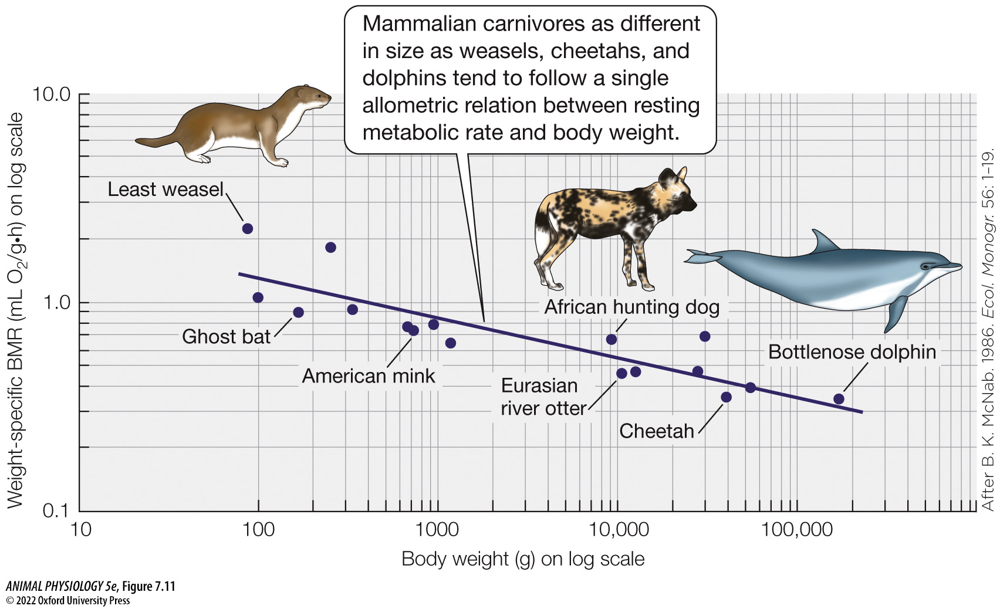 Mammalian carnivores as different
in size as weasels, cheetahs, and
dolphins tend to follow a single
allometric relation between resting
metabolic rate and body weight.
Weight-specific BMR (mL O2/g•h) on log scale
10.0
1.0
0.1
Least weasel
Ghost bat
American mink
African hunting dog
Eurasian
river otter
Cheetah
Bottlenose dolphin
10
100
1000
10,000
100,000
Body weight (g) on log scale
After B. K. McNab. 1986. Ecol. Monogr. 56: 1–19.
ANIMAL PHYSIOLOGY 5e, Figure 7.11
© 2022 Oxford University Press